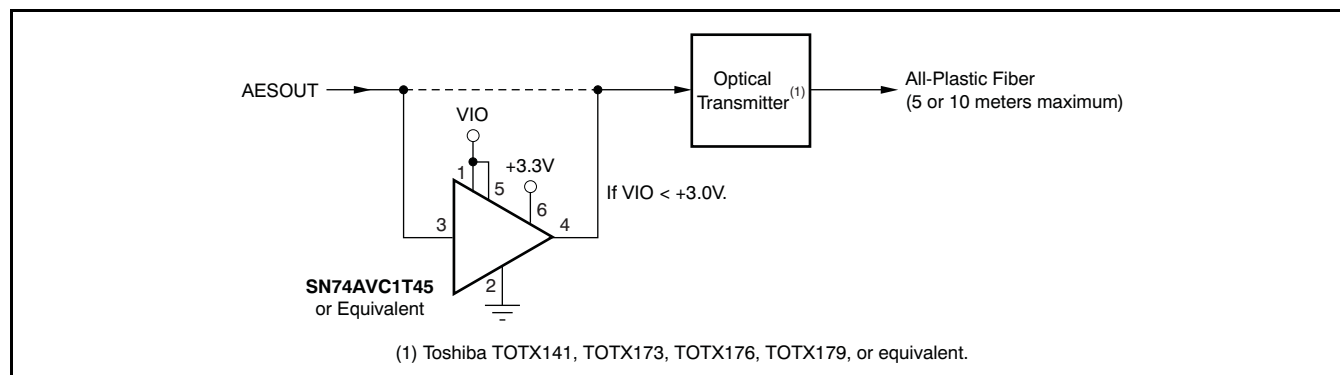 AESOUT
VIO
1
5
+3.3V
6
3
4
2
SN74AVC1T45
or Equivalent
If VIO < +3.0V.
Optical
Transmitter(1)
All-Plastic Fiber
(5 or 10 meters maximum)
(1) Toshiba TOTX141, TOTX173, TOTX176, TOTX179, or equivalent.